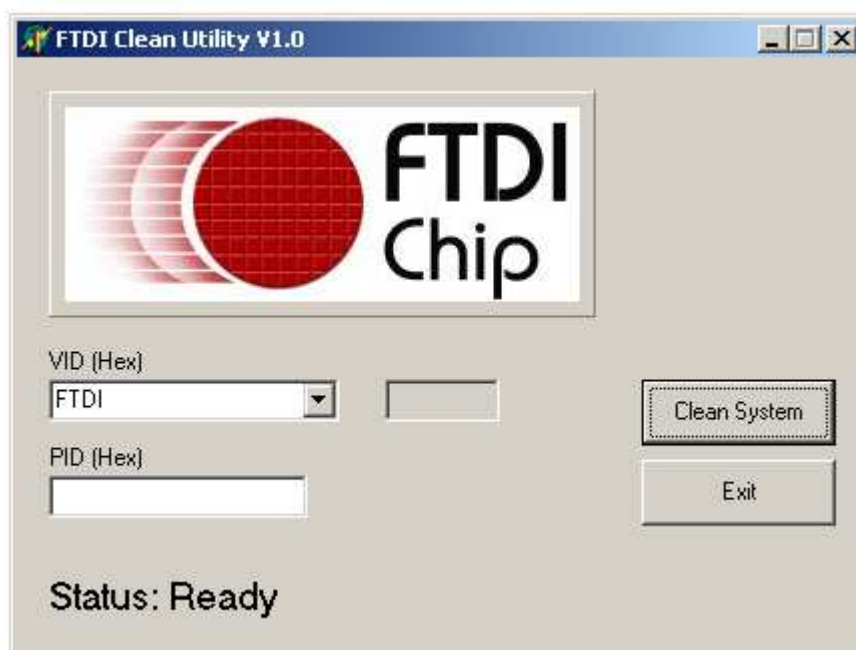 FTDI Clean Utility V1.0
FTDI
Chip
VID (Hex)
FTDI
Clean System
PID (Hex)
Exit
Status: Ready